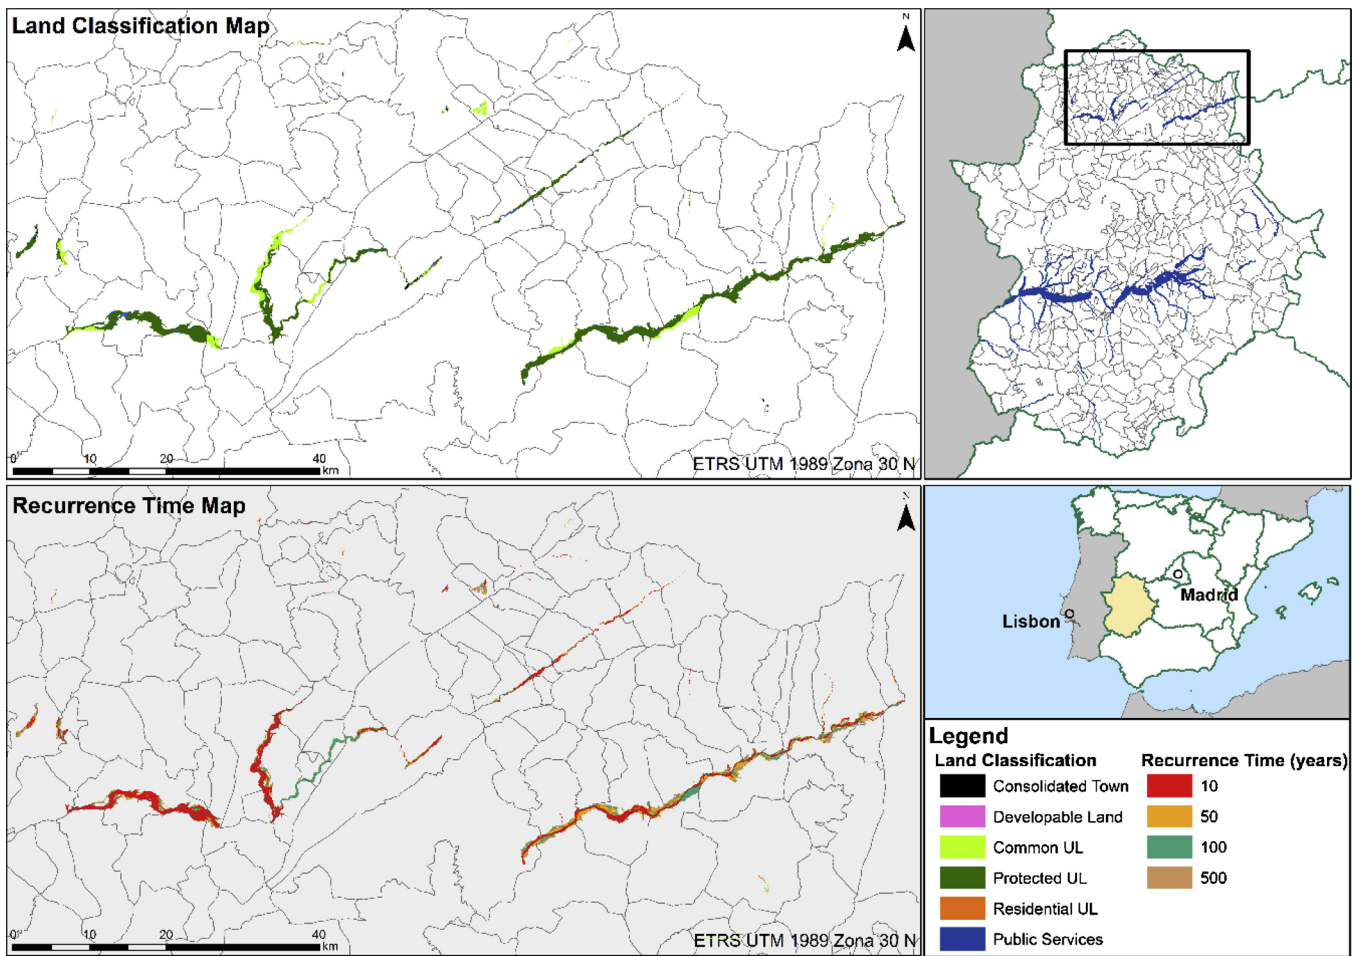 Land Classification Map
N
0 10 20 40
km
ETRS UTM 1989 Zona 30 N
Recurrence Time Map
N
0 10 20 40
km
ETRS UTM 1989 Zona 30 N
Madrid
Lisbon
Legend
Land Classification Recurrence Time (years)
Consolidated Town 10
Developable Land 50
Common UL 100
Protected UL 500
Residential UL
Public Services